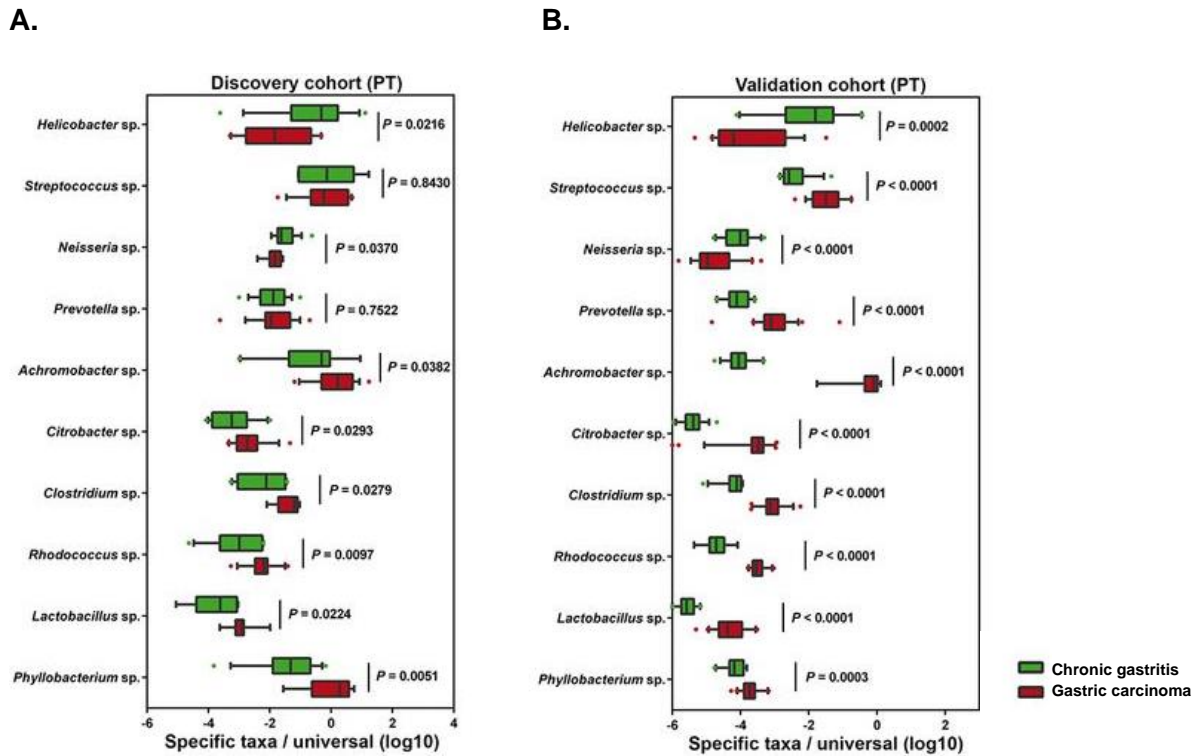 A.
B.
Discovery cohort (PT)
Helicobacter sp.
P = 0.0216
Streptococcus sp.
P = 0.8430
Neisseria sp.
P = 0.0370
Prevotella sp.
P = 0.7522
Achromobacter sp.
P = 0.0382
Citrobacter sp.
P = 0.0293
Clostridium sp.
P = 0.0279
Rhodococcus sp.
P = 0.0097
Lactobacillus sp.
P = 0.0224
Phyllobacterium sp.
P = 0.0051
-6 -4 -2 0 2 4
Specific taxa / universal (log10)
Validation cohort (PT)
Helicobacter sp.
P = 0.0002
Streptococcus sp.
P < 0.0001
Neisseria sp.
P < 0.0001
Prevotella sp.
P < 0.0001
Achromobacter sp.
P < 0.0001
Citrobacter sp.
P < 0.0001
Clostridium sp.
P < 0.0001
Rhodococcus sp.
P < 0.0001
Lactobacillus sp.
P < 0.0001
Phyllobacterium sp.
P = 0.0003
-6 -4 -2 0 2
Specific taxa / universal (log10)
Chronic gastritis
Gastric carcinoma